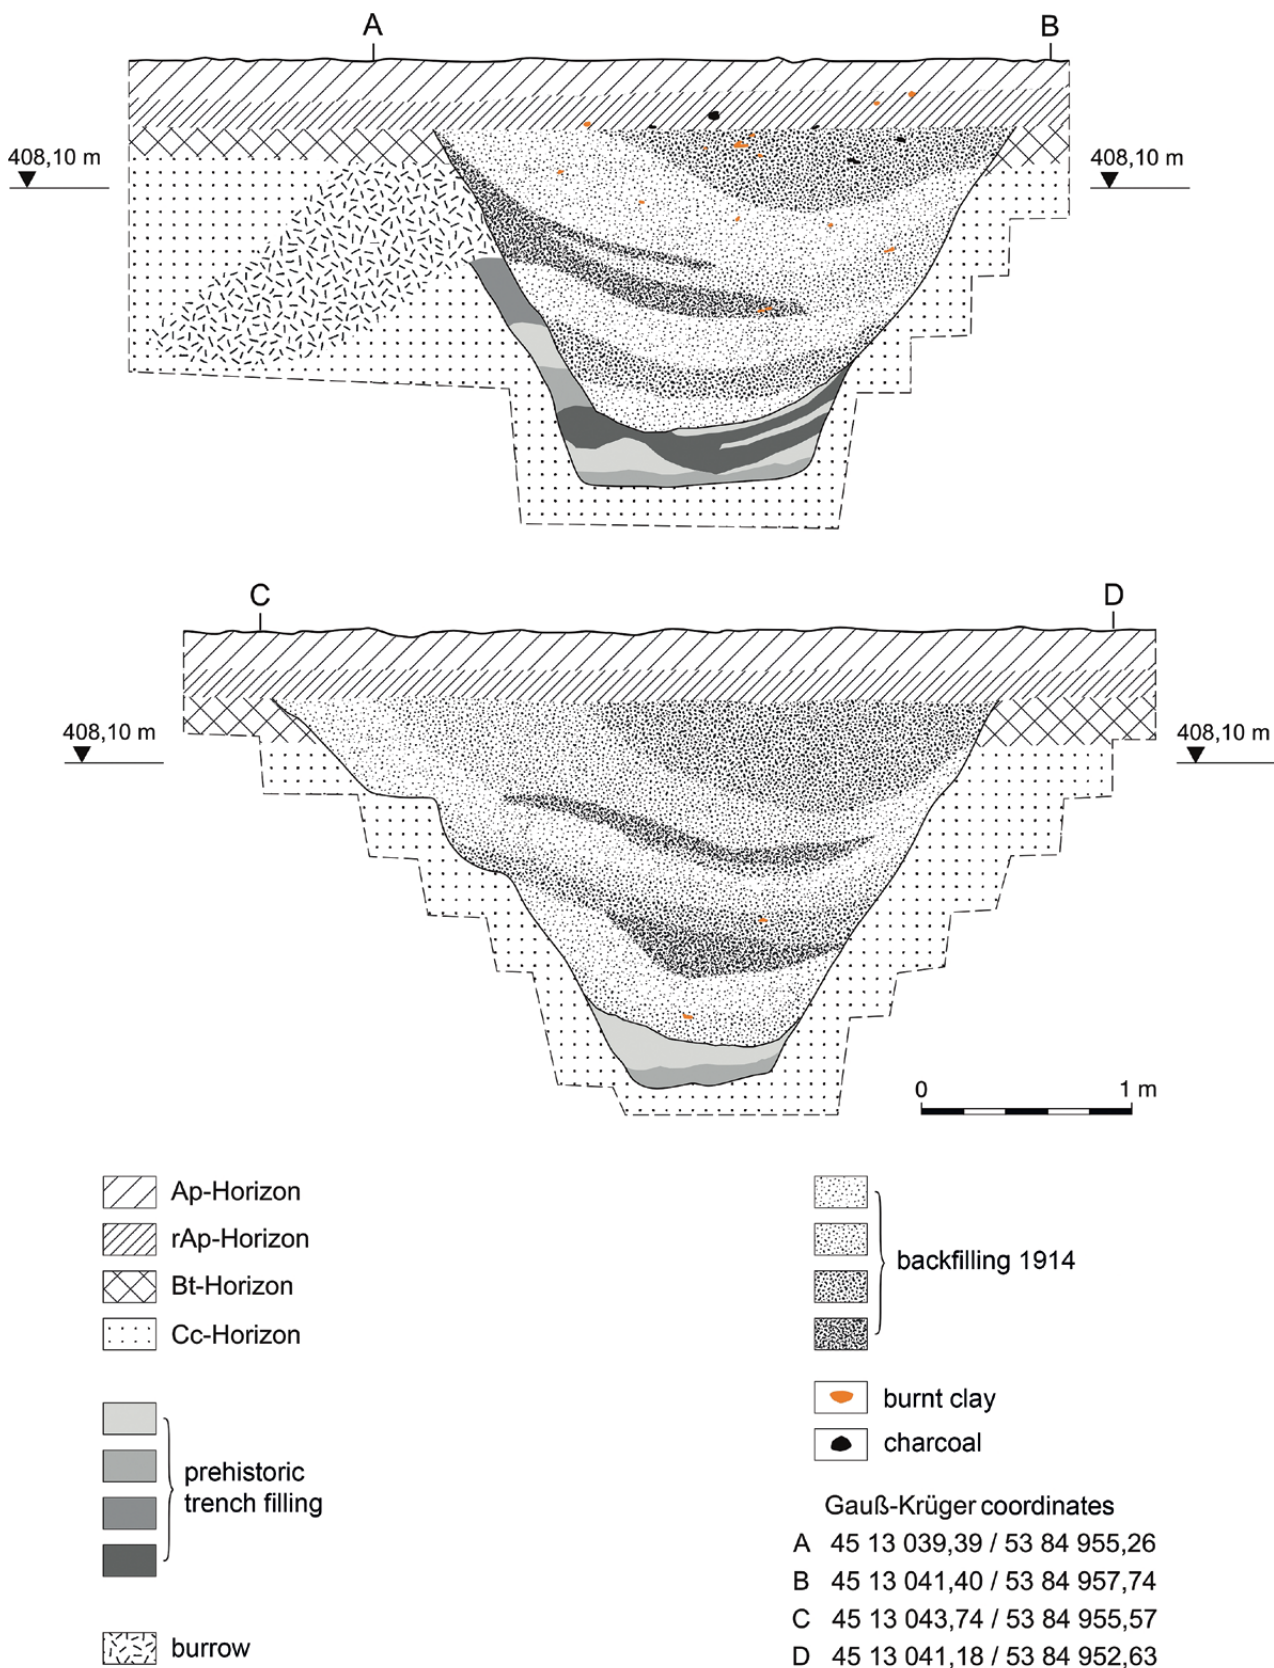 A B
408,10 m
408,10 m
C D
408,10 m
408,10 m
0 1 m
Ap-Horizon
rAp-Horizon
Bt-Horizon
Cc-Horizon
prehistoric
trench filling
burrow
backfilling 1914
burnt clay
charcoal
Gauß-Krüger coordinates
A 45 13 039,39 / 53 84 955,26
B 45 13 041,40 / 53 84 957,74
C 45 13 043,74 / 53 84 955,57
D 45 13 041,18 / 53 84 952,63